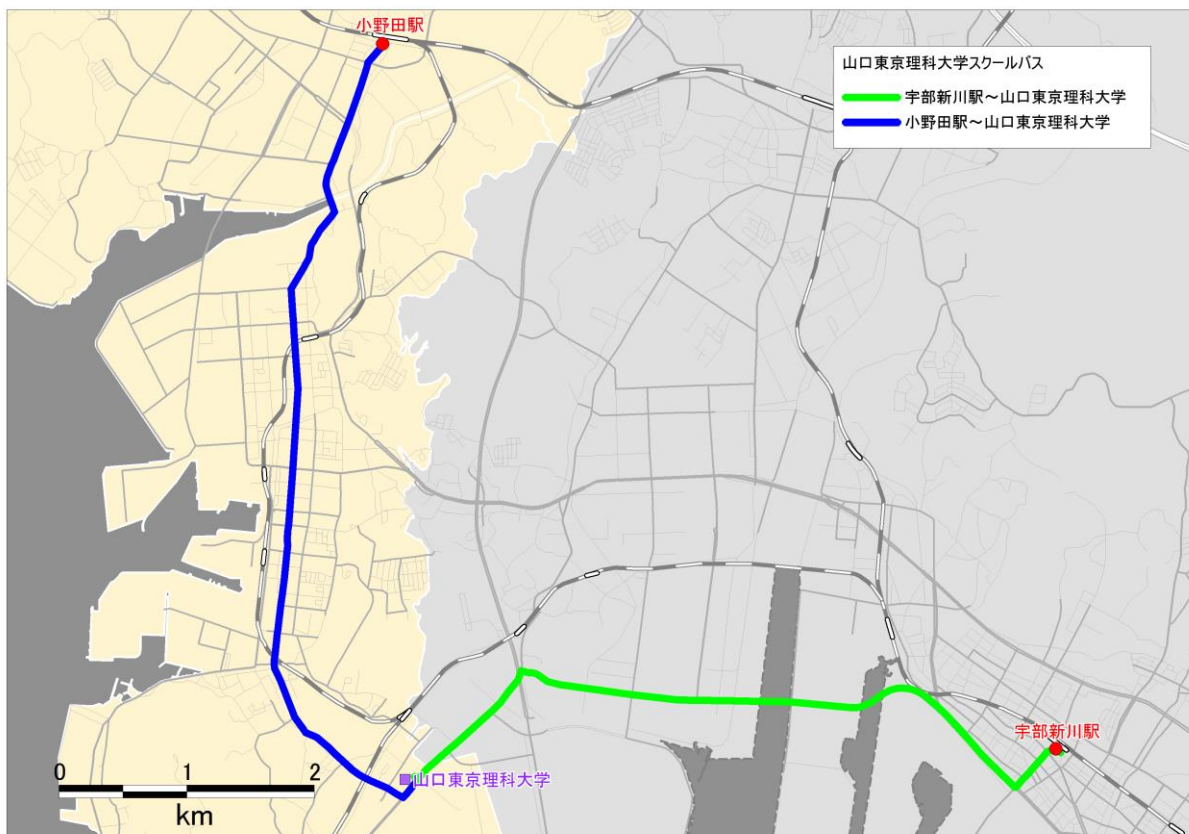 小野田駅
山口東京理科大学スクールバス
宇部新川駅～山口東京理科大学
小野田駅～山口東京理科大学
宇部新川駅
山口東京理科大学
0 1 2
km